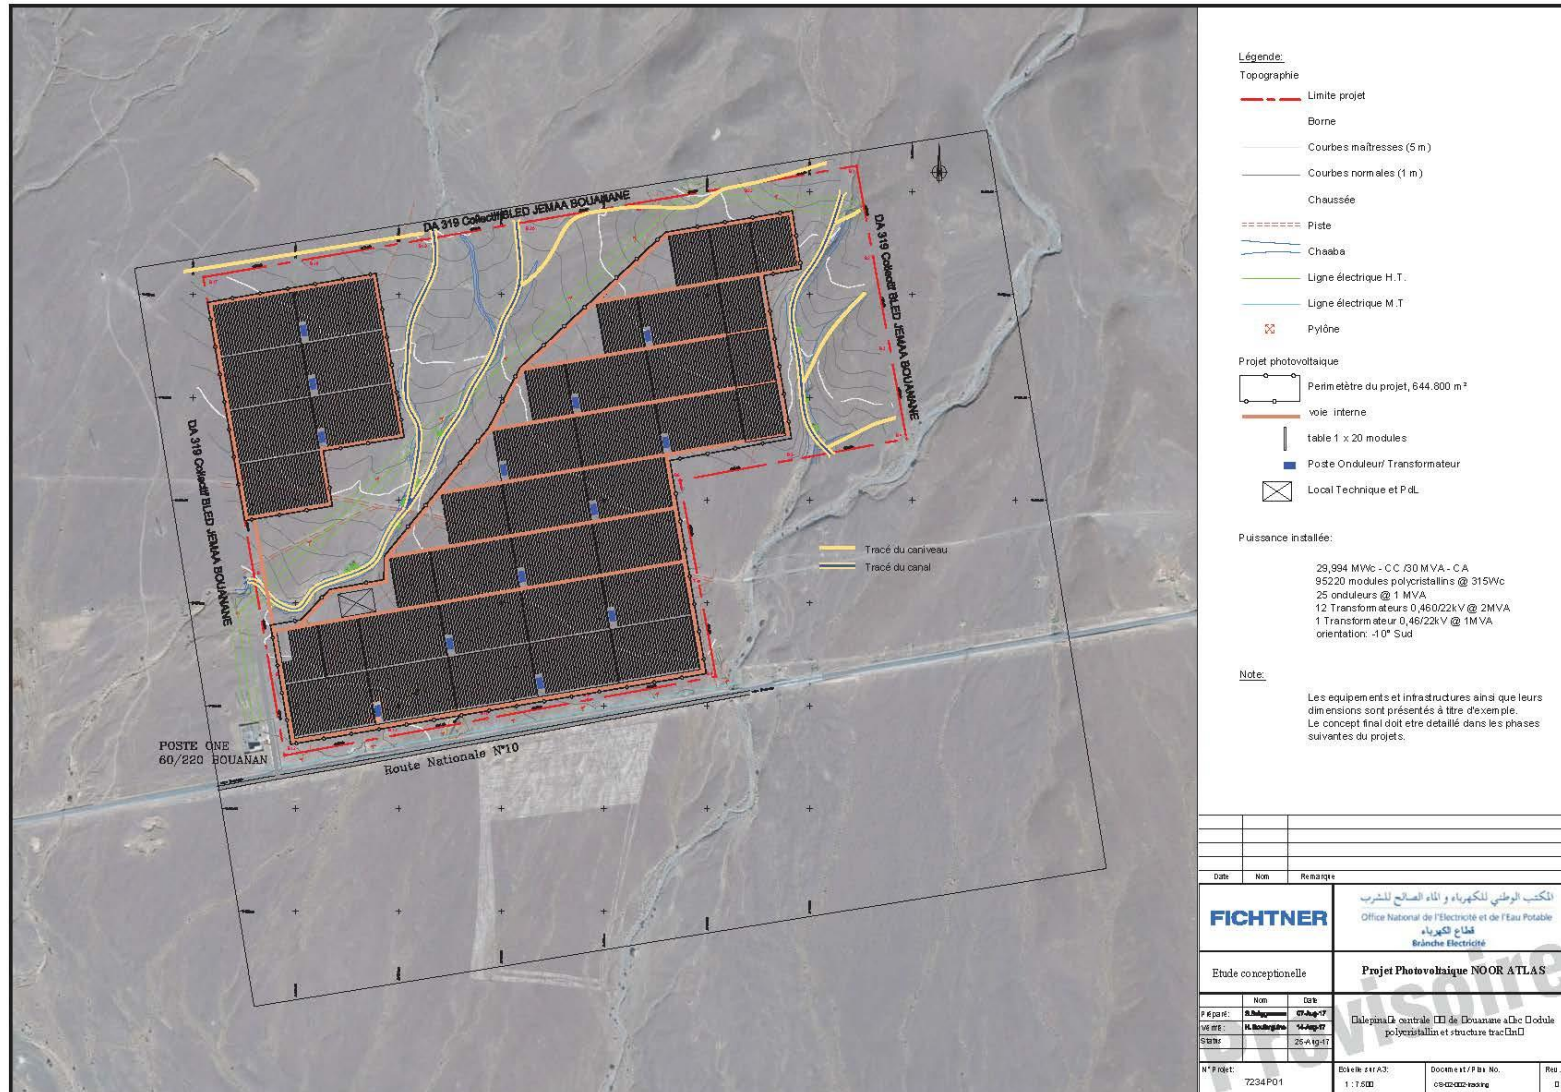 DA 319 Collectif BLED JEMAA BOUANANE
DA 319 Collectif BLED JEMAA BOUANANE
DA 319 Collectif BLED JEMAA BOUANANE
Tracé du caniveau
Tracé du canal
POSTE ONE
60/220 BOUANAN
Route Nationale N°10
Légende:
Topographie
Limite projet
Borne
Courbes maîtresses (5 m)
Courbes normales (1 m)
Chaussée
Piste
Chaaba
Ligne électrique H.T.
Ligne électrique M.T
Pylône
Projet photovoltaique
Perimetètre du projet, 644.800 m²
voie interne
table 1 x 20 modules
Poste Onduleur/ Transformateur
Local Technique et PdL
Puissance installée:
29,994 MWc - CC /30 MVA - CA
95220 modules polycristallins @ 315Wc
25 onduleurs @ 1 MVA
12 Transformateurs 0,460/22kV @ 2MVA
1 Transformateur 0,46/22kV @ 1MVA
orientation: -10° Sud
Note:
Les equipements et infrastructures ainsi que leurs
dimensions sont présentés à titre d'exemple.
Le concept final doit etre detaillé dans les phases
suivantes du projets.
Date Nom Remarque
FICHTNER
المكتب الوطني للكهرباء و الماء الصالح للشرب
Office National de l'Electricité et de l'Eau Potable
قطاع الكهرباء
Branche Electricité
Etude conceptionelle
Projet Photovoltaique NOOR ATLAS
Nom Date
Préparé: 07-Aug-17
Vérifié: 14-Aug-17
Status 25-Aug-17
centrale de
polycristallin et structure
Provisoire
N° Projet: 7234P01
Echelle sur A3: 1 : 7.500
Document / Plan No. Rev.
0